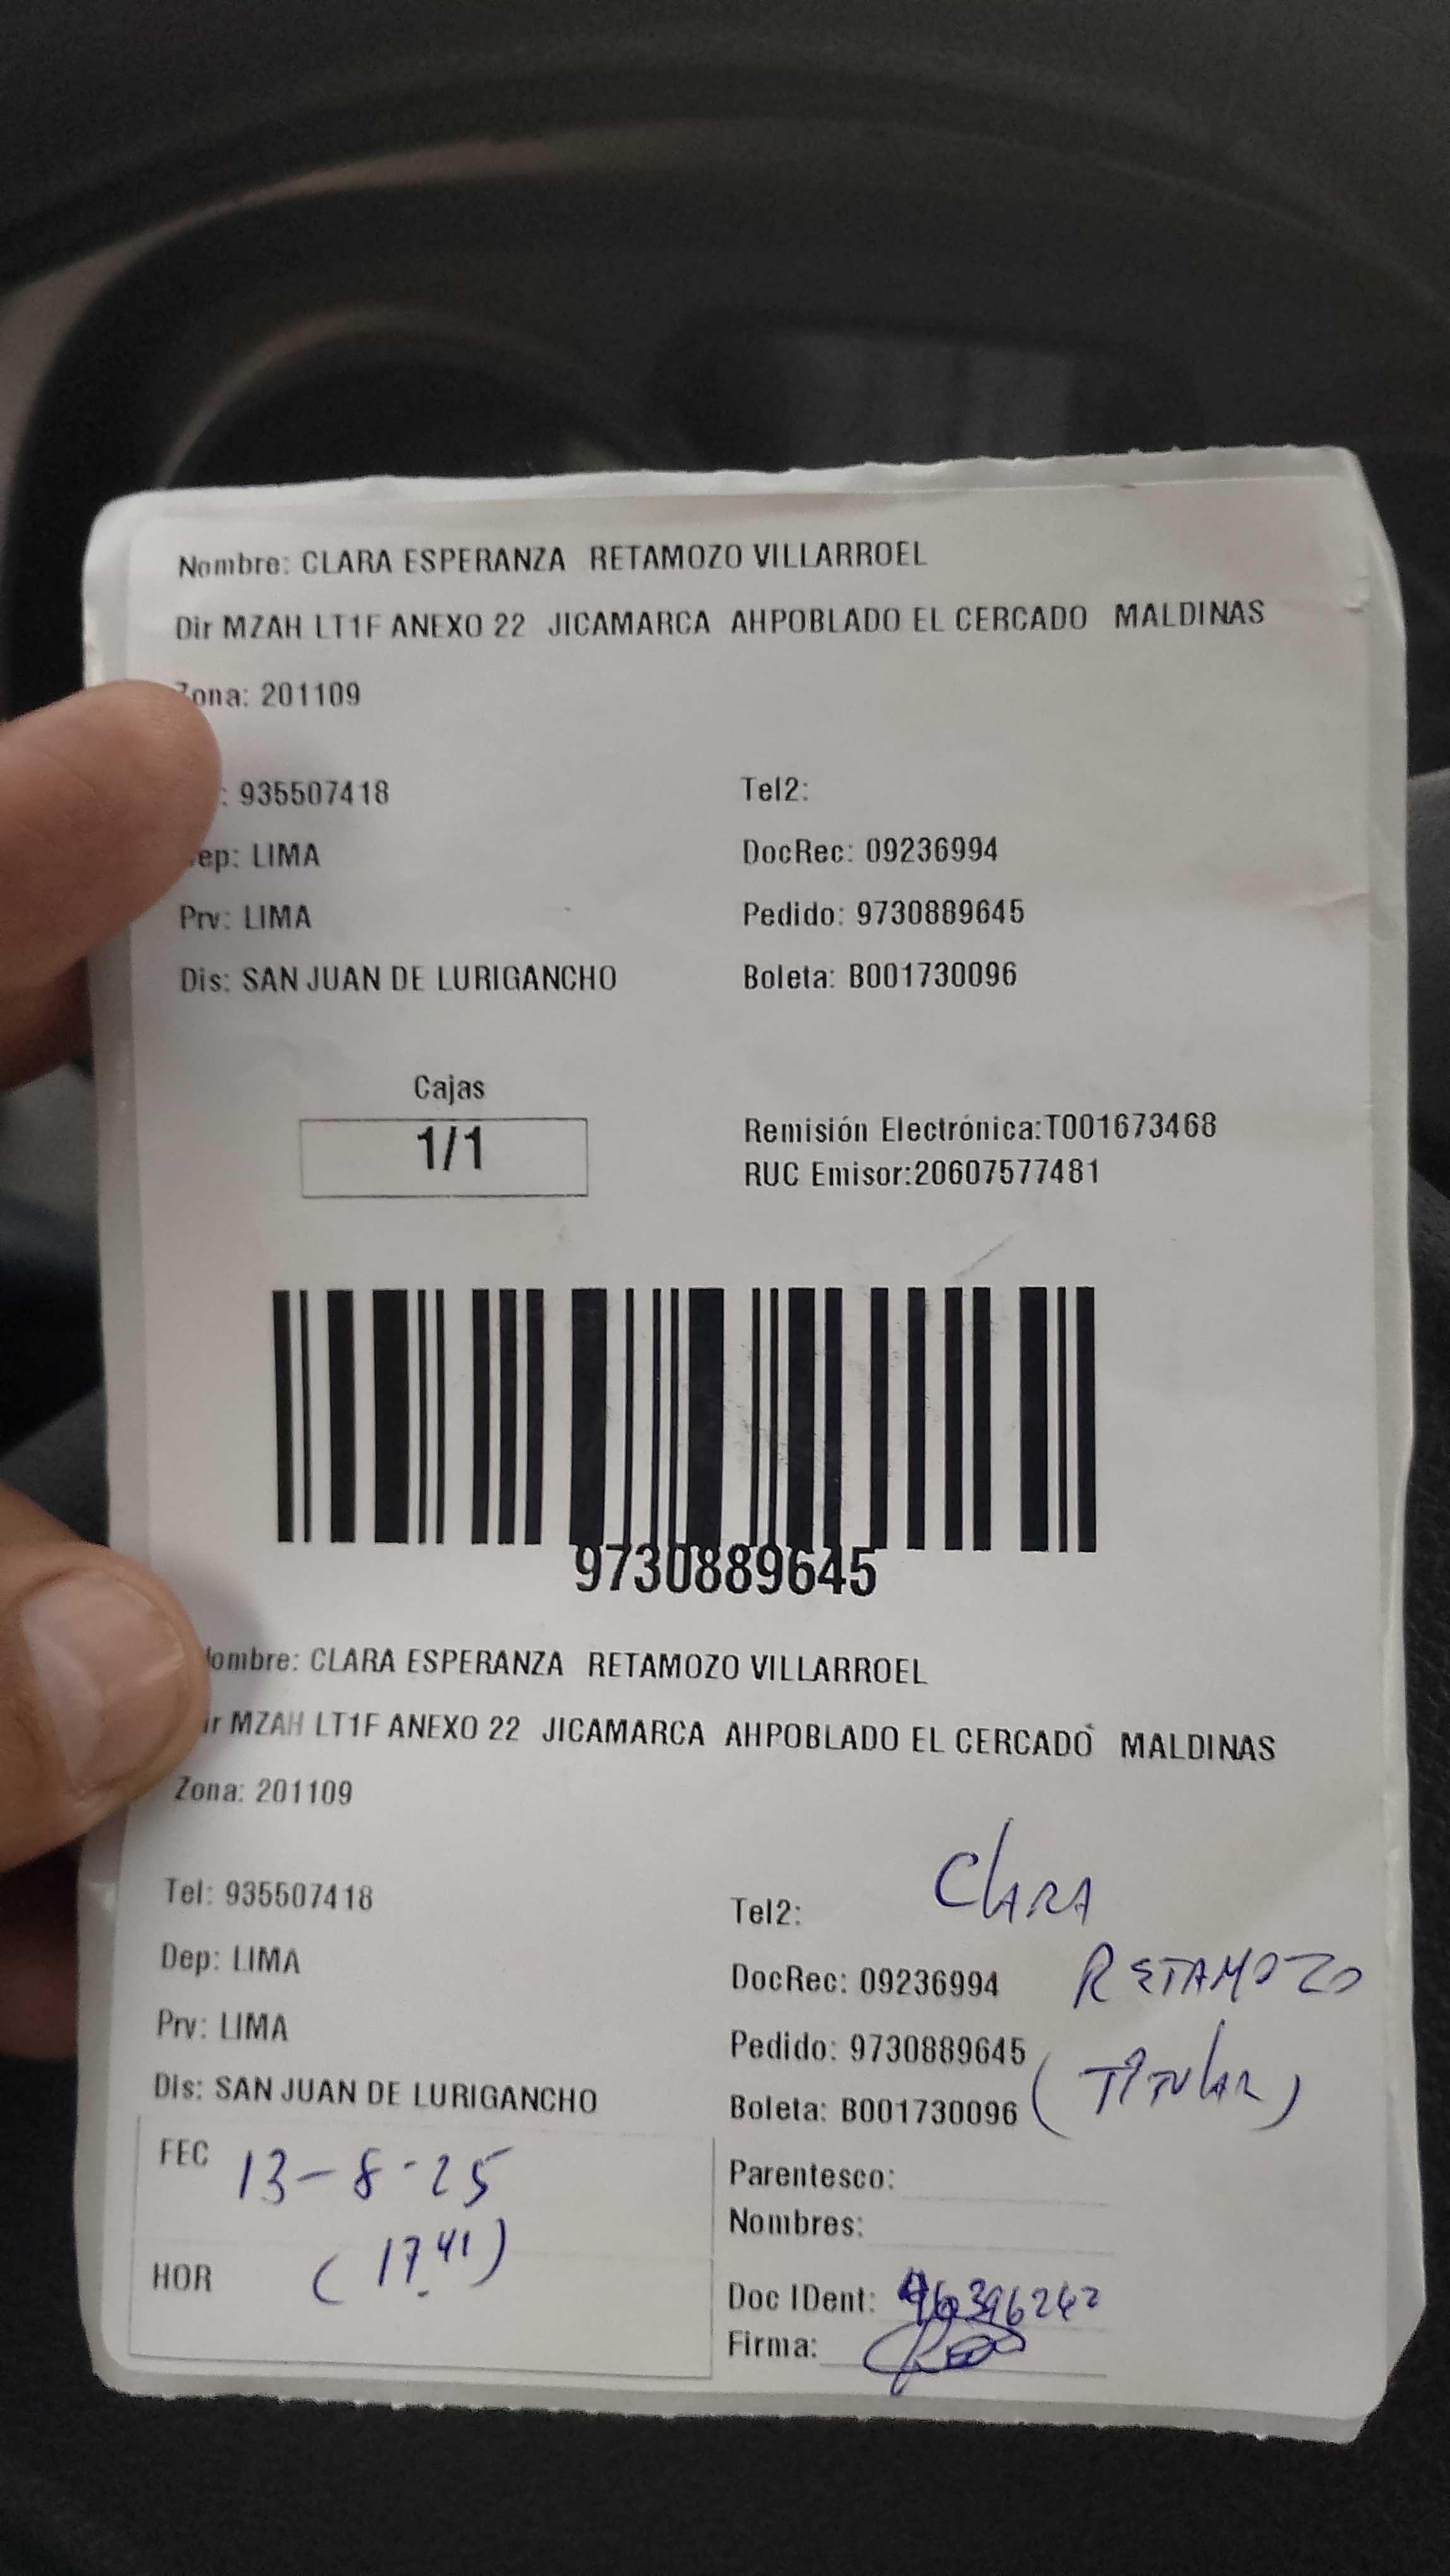 Nombre: CLARA ESPERANZA RETAMOZO VILLARROEL
Dir MZAH LT1F ANEXO 22 JICAMARCA AHPOBLADO EL CERCADO MALDINAS
Zona: 201109
: 935507418 Tel2:
Dep: LIMA DocRec: 09236994
Prv: LIMA Pedido: 9730889645
Dis: SAN JUAN DE LURIGANCHO Boleta: B001730096
Cajas
1/1
Remisión Electrónica:T001673468
RUC Emisor:20607577481
9730889645
Nombre: CLARA ESPERANZA RETAMOZO VILLARROEL
Dir MZAH LT1F ANEXO 22 JICAMARCA AHPOBLADO EL CERCADO MALDINAS
Zona: 201109
CLARA
Tel: 935507418 Tel2:
RETAMOZO
Dep: LIMA DocRec: 09236994
Prv: LIMA Pedido: 9730889645
(TITULAR)
Dis: SAN JUAN DE LURIGANCHO Boleta: B001730096
FEC 13-8-25
Parentesco:
Nombres:
HOR (17 41)
Doc IDent:
Firma: